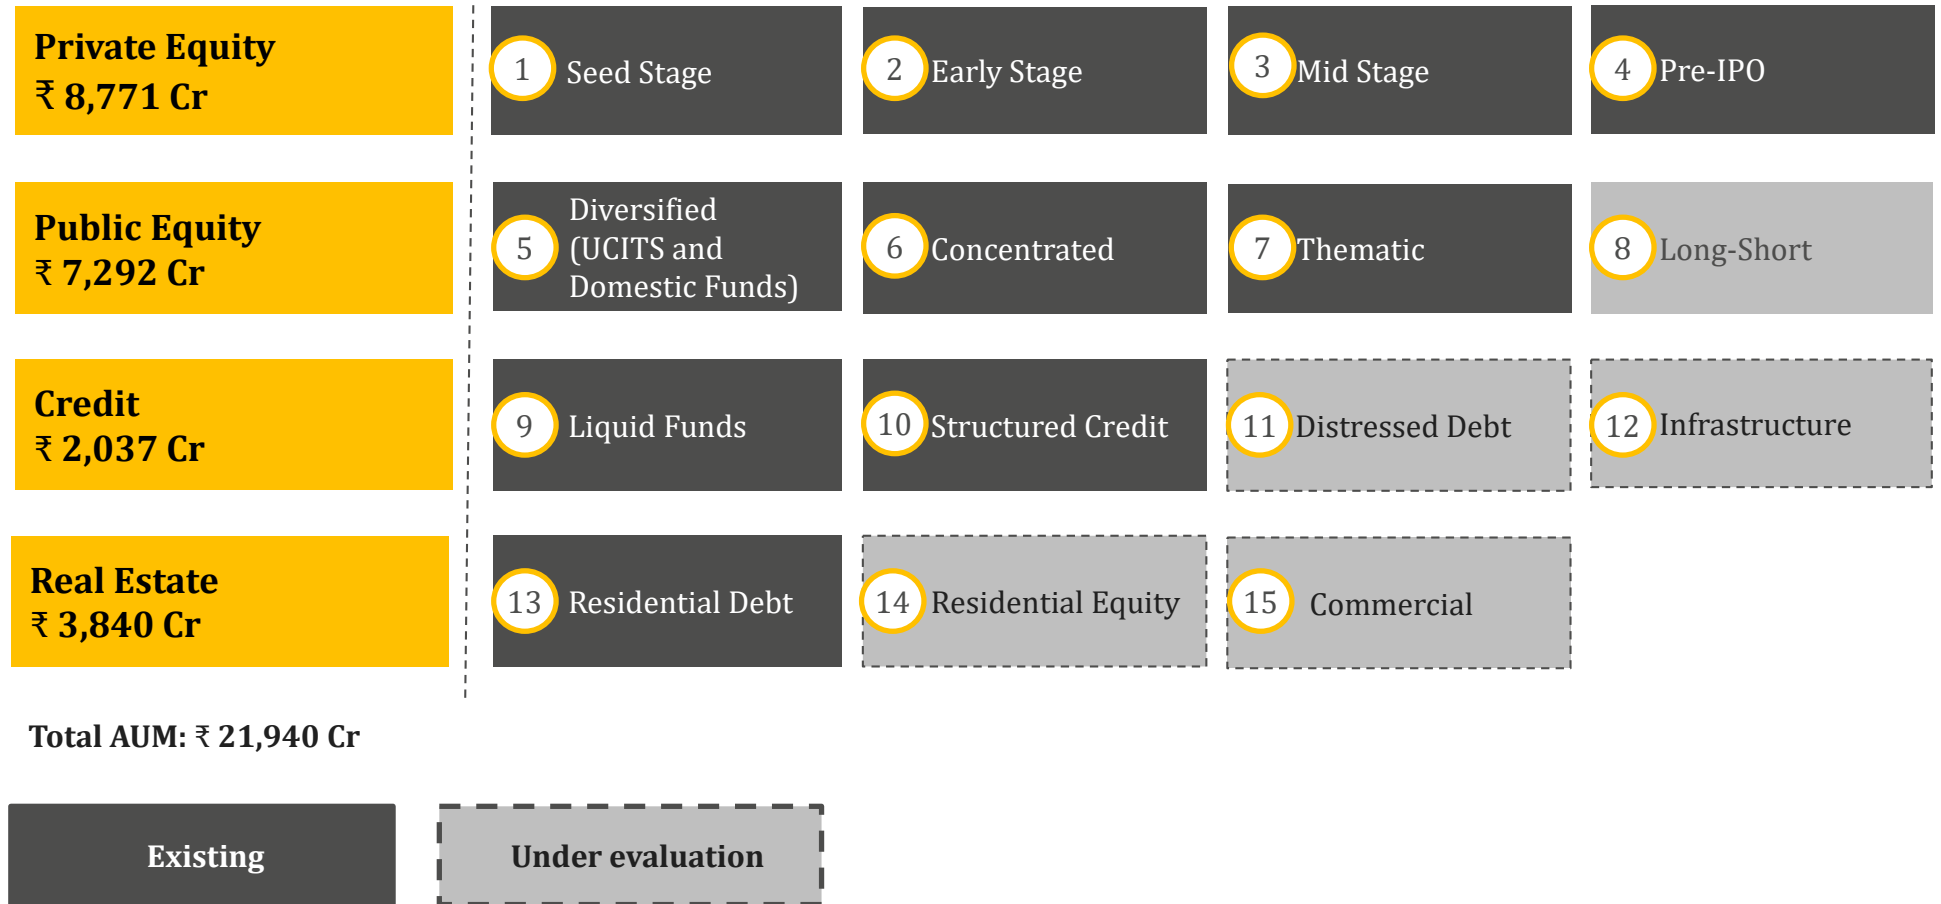 Private Equity
₹ 8,771 Cr
1 Seed Stage
2 Early Stage
3 Mid Stage
4 Pre-IPO
Public Equity
₹ 7,292 Cr
5 Diversified
(UCITS and
Domestic Funds)
6 Concentrated
7 Thematic
8 Long-Short
Credit
₹ 2,037 Cr
9 Liquid Funds
10 Structured Credit
11 Distressed Debt
12 Infrastructure
Real Estate
₹ 3,840 Cr
13 Residential Debt
14 Residential Equity
15 Commercial
Total AUM: ₹ 21,940 Cr
Existing
Under evaluation